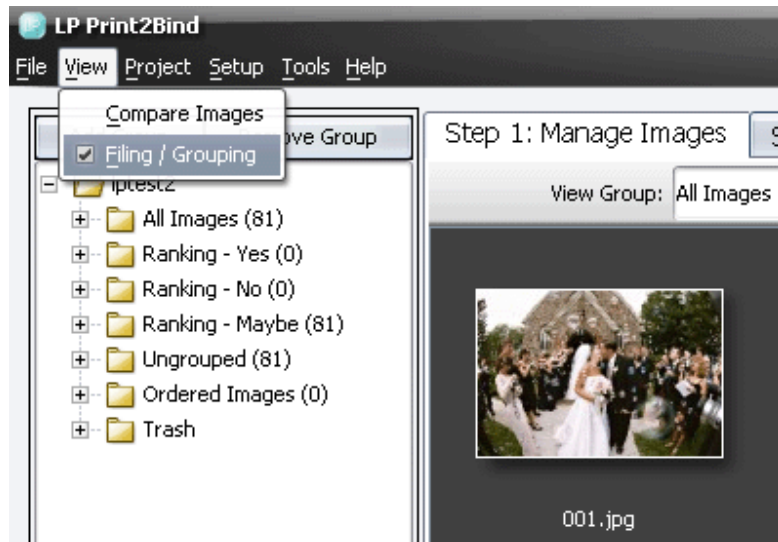 LP Print2Bind
File View Project Setup Tools Help
Compare Images
Filing / Grouping
ve Group
Step 1: Manage Images
View Group: All Images
lptest2
All Images (81)
Ranking - Yes (0)
Ranking - No (0)
Ranking - Maybe (81)
Ungrouped (81)
Ordered Images (0)
Trash
001.jpg